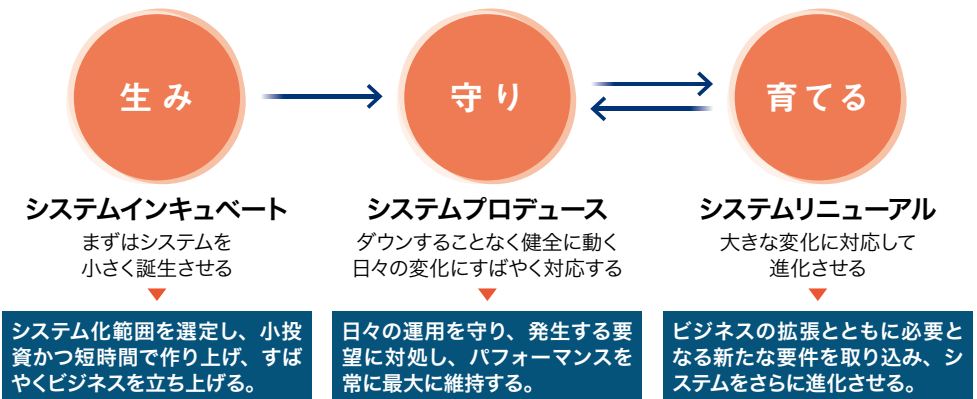 生み
守り
育てる
システムインキュベート
まずはシステムを
小さく誕生させる
システム化範囲を選定し、小投
資かつ短時間で作り上げ、すば
やくビジネスを立ち上げる。
システムプロデュース
ダウンすることなく健全に動く
日々の変化にすばやく対応する
日々の運用を守り、発生する要
望に対処し、パフォーマンスを
常に最大に維持する。
システムリニューアル
大きな変化に対応して
進化させる
ビジネスの拡張とともに必要と
なる新たな要件を取り込み、シ
ステムをさらに進化させる。